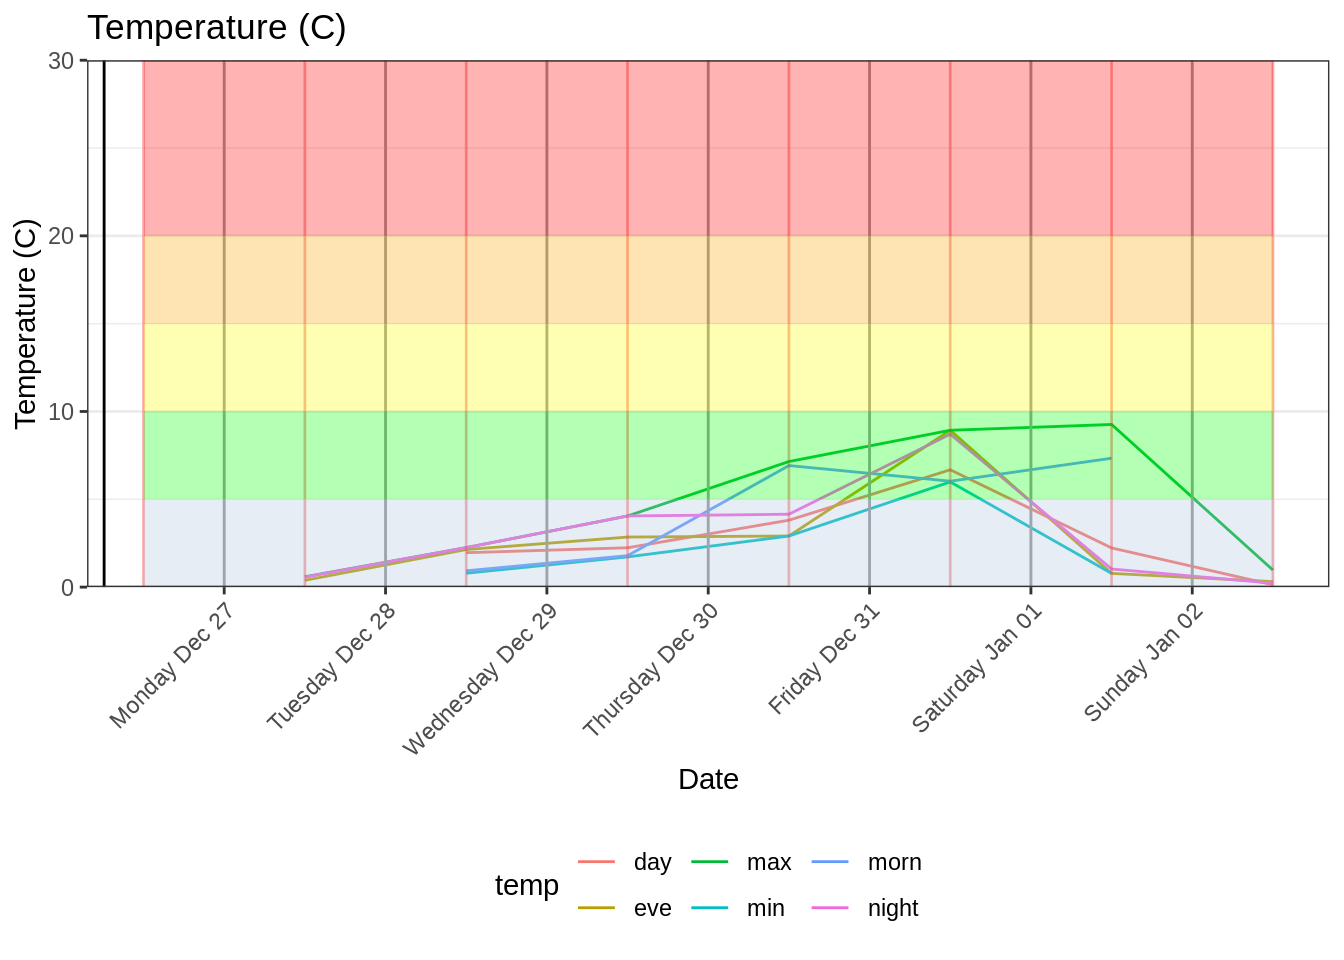 Temperature (C)
30
20
10
0
Temperature (C)
Monday Dec 27
Tuesday Dec 28
Wednesday Dec 29
Thursday Dec 30
Friday Dec 31
Saturday Jan 01
Sunday Jan 02
Date
temp
day
max
morn
eve
min
night